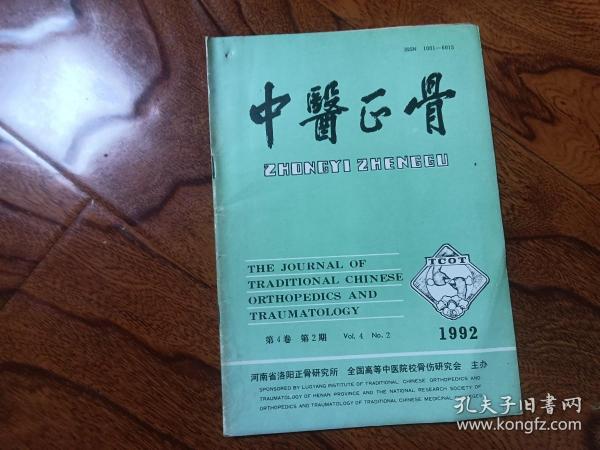 ISSN 1001-6015
中醫正骨
ZHONGYI ZHENGGU
THE JOURNAL OF
TRADITIONAL CHINESE
ORTHOPEDICS AND
TRAUMATOLOGY
TCOT
第4卷 第2期 Vol. 4 No. 2
1992
河南省洛阳正骨研究所 全国高等中医院校骨伤研究会 主办
SPONSORED BY LUOYANG INSTITUTE OF TRADITIONAL CHINESE ORTHOPEDICS AND
TRAUMATOLOGY OF HENAN PROVINCE AND THE NATIONAL RESEARCH SOCIETY OF
ORTHOPEDICS AND TRAUMATOLOGY OF TRADITIONAL CHINESE MEDICINAL
孔夫子旧书网
www.kongfz.com